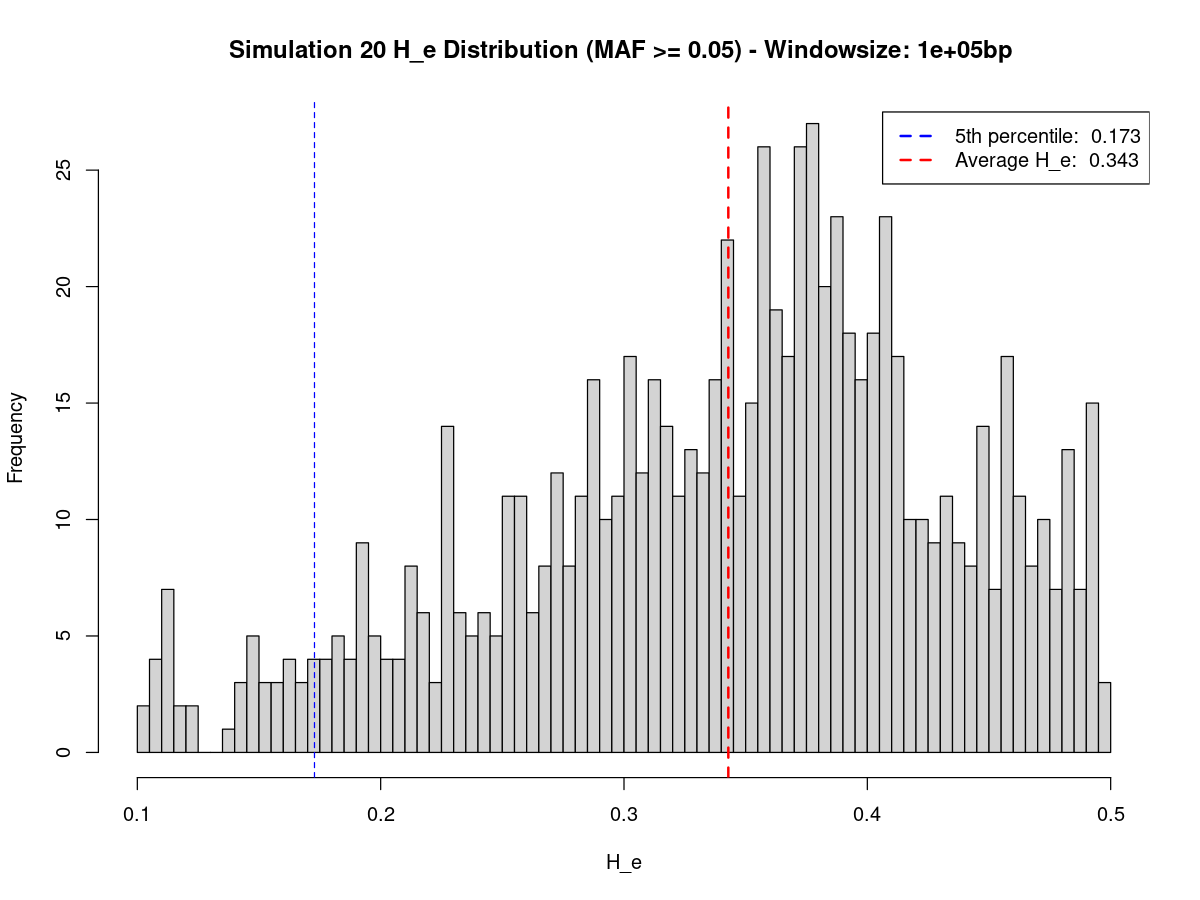 Simulation 20 H_e Distribution (MAF >= 0.05) - Windowsize: 1e+05bp
5th percentile: 0.173
Average H_e: 0.343
Frequency
25
20
15
10
5
0
0.1 0.2 0.3 0.4 0.5
H_e